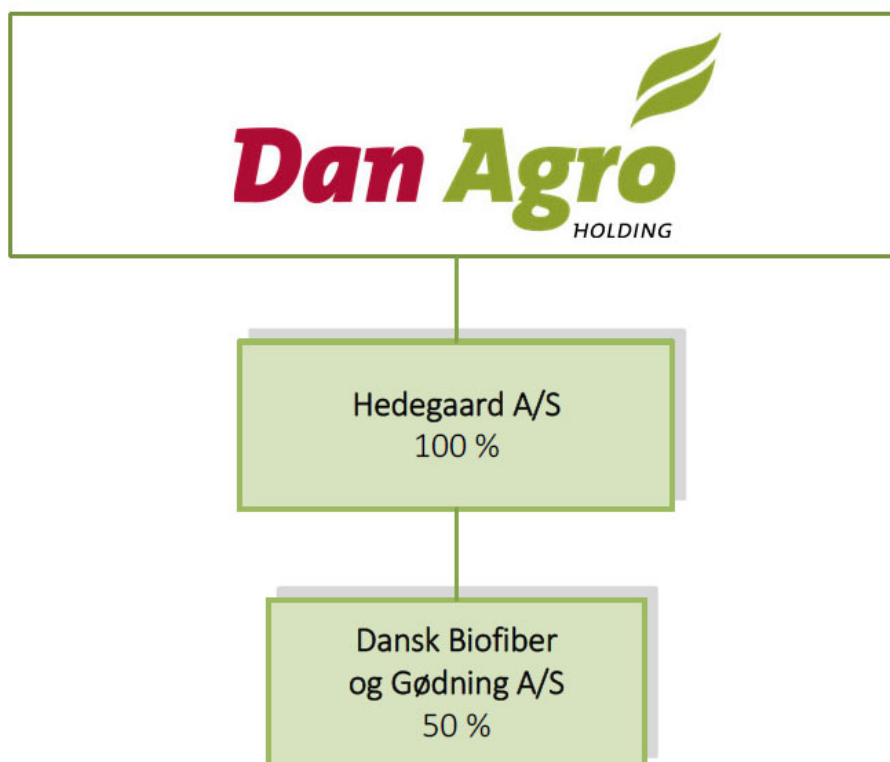 Dan Agro
HOLDING
Hedegaard A/S
100 %
Dansk Biofiber
og Gødning A/S
50 %